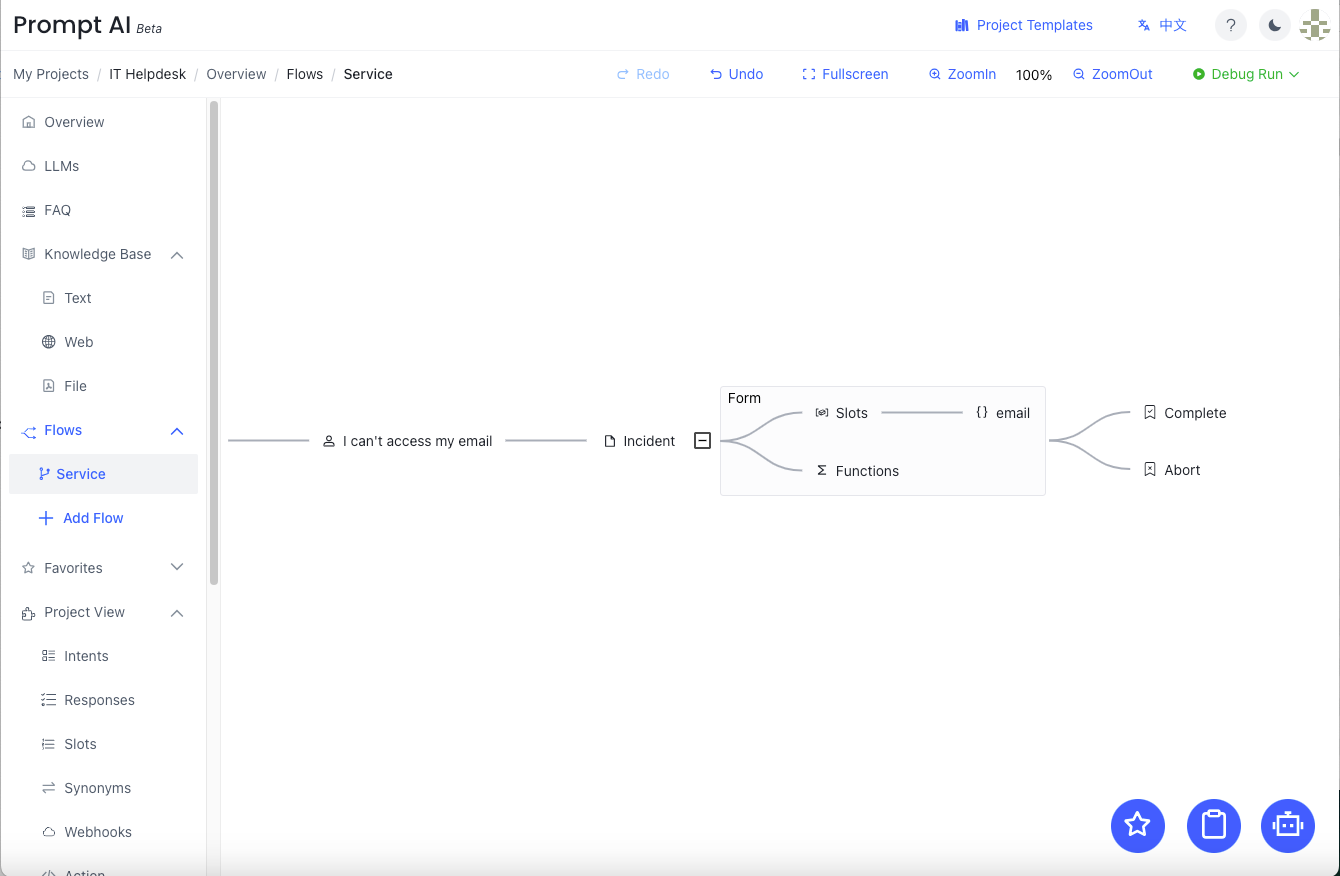 Prompt AI Beta
Project Templates
中文
?
My Projects / IT Helpdesk / Overview / Flows / Service
Redo
Undo
Fullscreen
ZoomIn
100%
ZoomOut
Debug Run
Overview
LLMs
FAQ
Knowledge Base
Text
Web
File
Flows
Service
Add Flow
Favorites
Project View
Intents
Responses
Slots
Synonyms
Webhooks
Action
I can't access my email
Incident
Form
Slots
{} email
Functions
Complete
Abort